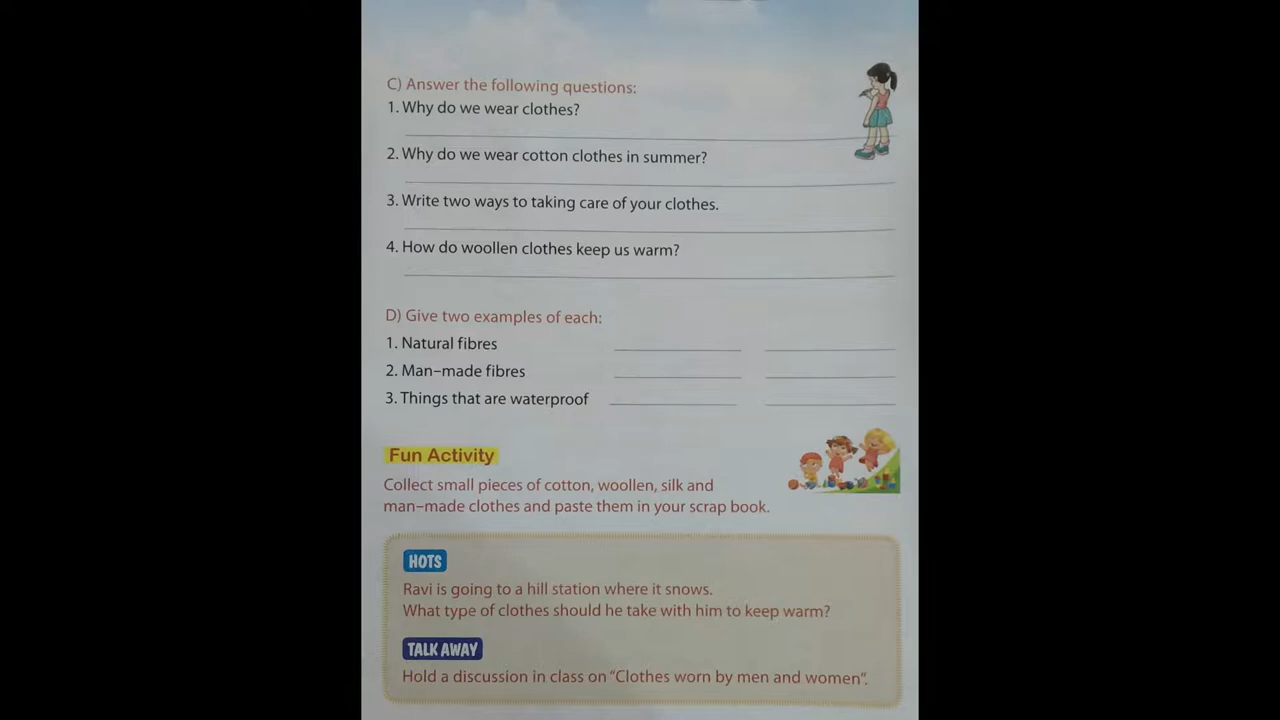 C) Answer the following questions:
1. Why do we wear clothes?
2. Why do we wear cotton clothes in summer?
3. Write two ways to taking care of your clothes.
4. How do woollen clothes keep us warm?
D) Give two examples of each:
1. Natural fibres
2. Man–made fibres
3. Things that are waterproof
Fun Activity
Collect small pieces of cotton, woollen, silk and
man–made clothes and paste them in your scrap book.
HOTS
Ravi is going to a hill station where it snows.
What type of clothes should he take with him to keep warm?
TALK AWAY
Hold a discussion in class on “Clothes worn by men and women”.